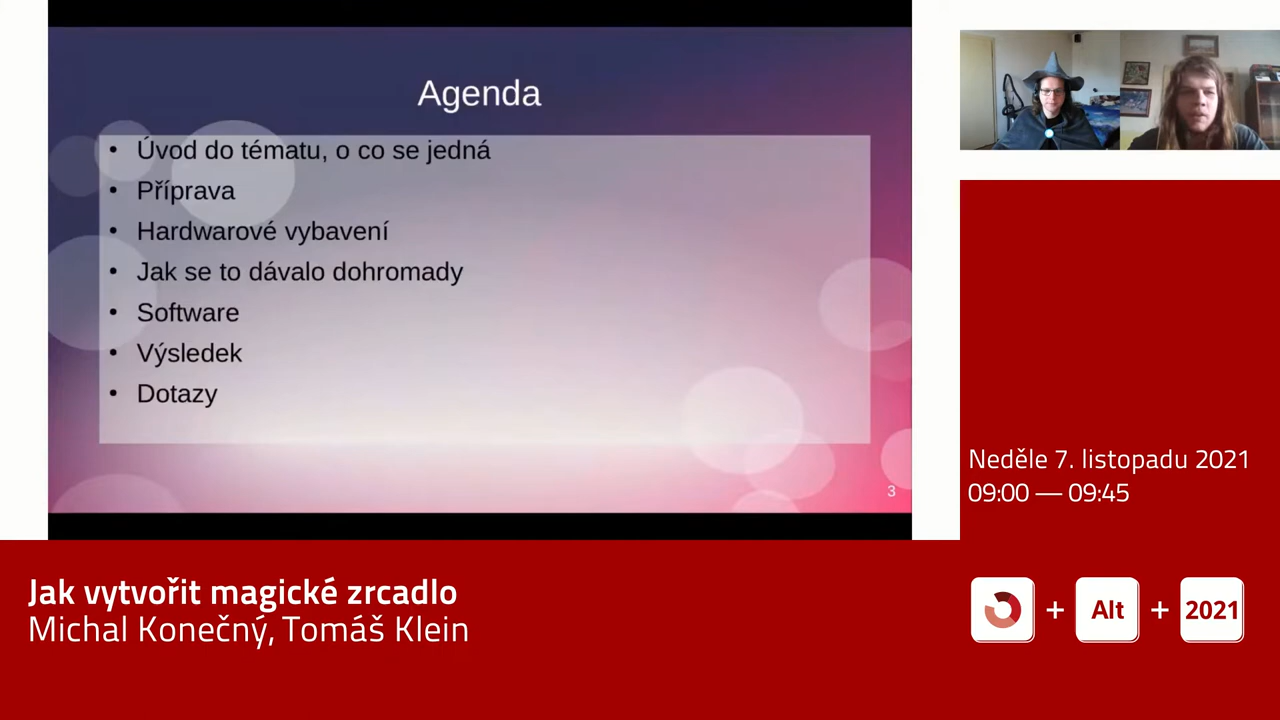 Agenda
• Úvod do tématu, o co se jedná
• Příprava
• Hardwarové vybavení
• Jak se to dávalo dohromady
• Software
• Výsledek
• Dotazy
3
Neděle 7. listopadu 2021
09:00 — 09:45
Jak vytvořit magické zrcadlo
Michal Konečný, Tomáš Klein
+ Alt + 2021